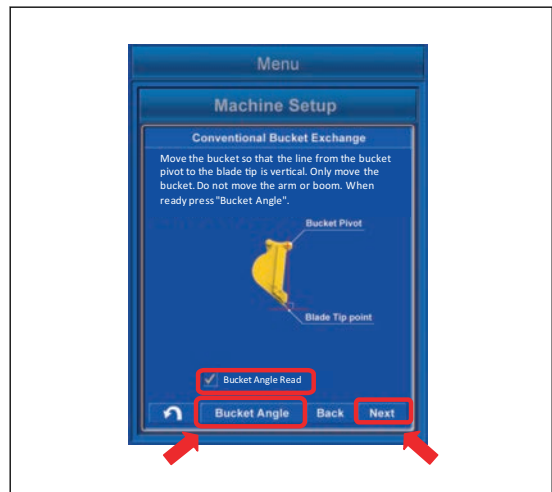 Menu
Machine Setup
Conventional Bucket Exchange
Move the bucket so that the line from the bucket
pivot to the blade tip is vertical. Only move the
bucket. Do not move the arm or boom. When
ready press "Bucket Angle".
Bucket Pivot
Blade Tip point
Bucket Angle Read
Bucket Angle Back Next